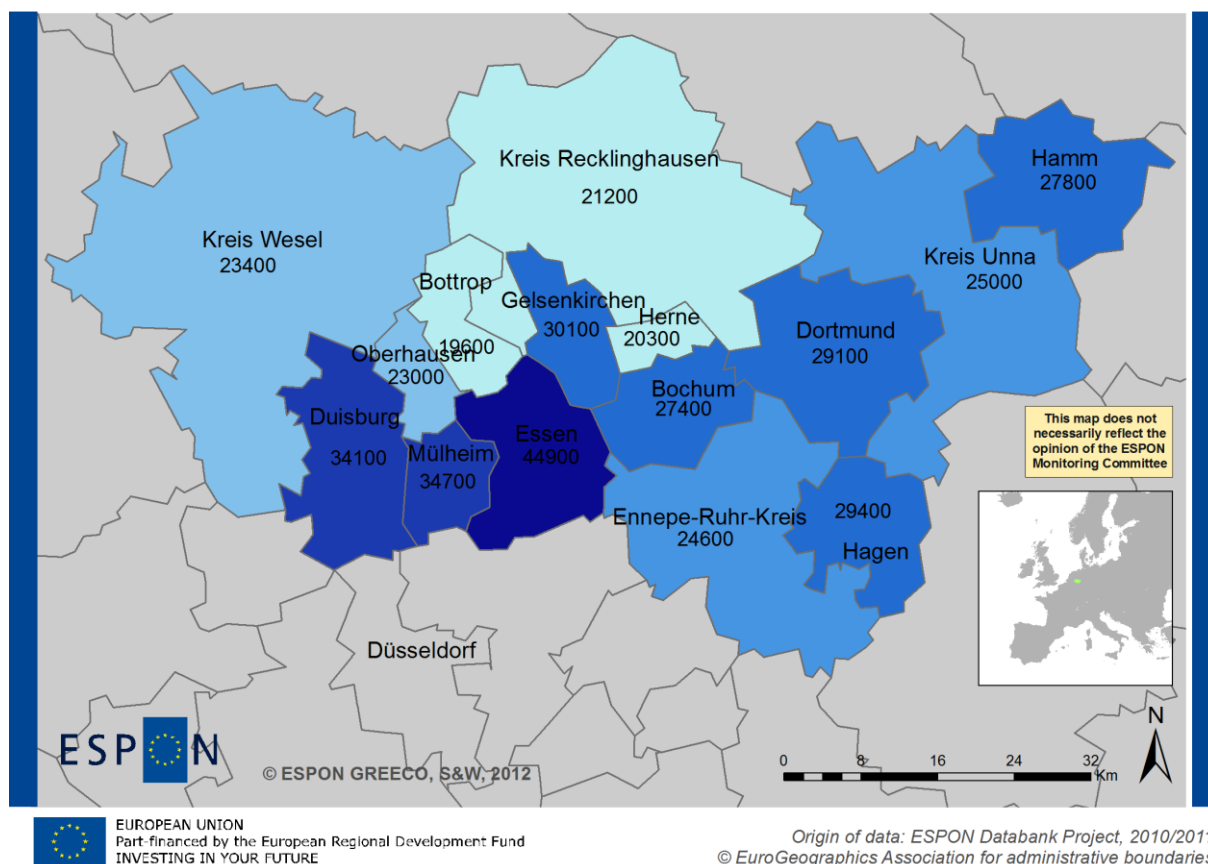 Kreis Recklinghausen
21200
Hamm
27800
Kreis Wesel
23400
Kreis Unna
25000
Bottrop
19600
Gelsenkirchen
30100
Herne
20300
Dortmund
29100
Oberhausen
23000
Bochum
27400
Duisburg
34100
Mülheim
34700
Essen
44900
This map does not
necessarily reflect the
opinion of the ESPON
Monitoring Committee
Ennepe-Ruhr-Kreis
24600
29400
Hagen
Düsseldorf
ESPON
© ESPON GREECO, S&W, 2012
N
0 8 16 24 32
Km
EUROPEAN UNION
Part-financed by the European Regional Development Fund
INVESTING IN YOUR FUTURE
Origin of data: ESPON Databank Project, 2010/2011
© EuroGeographics Association for administrative boundaries